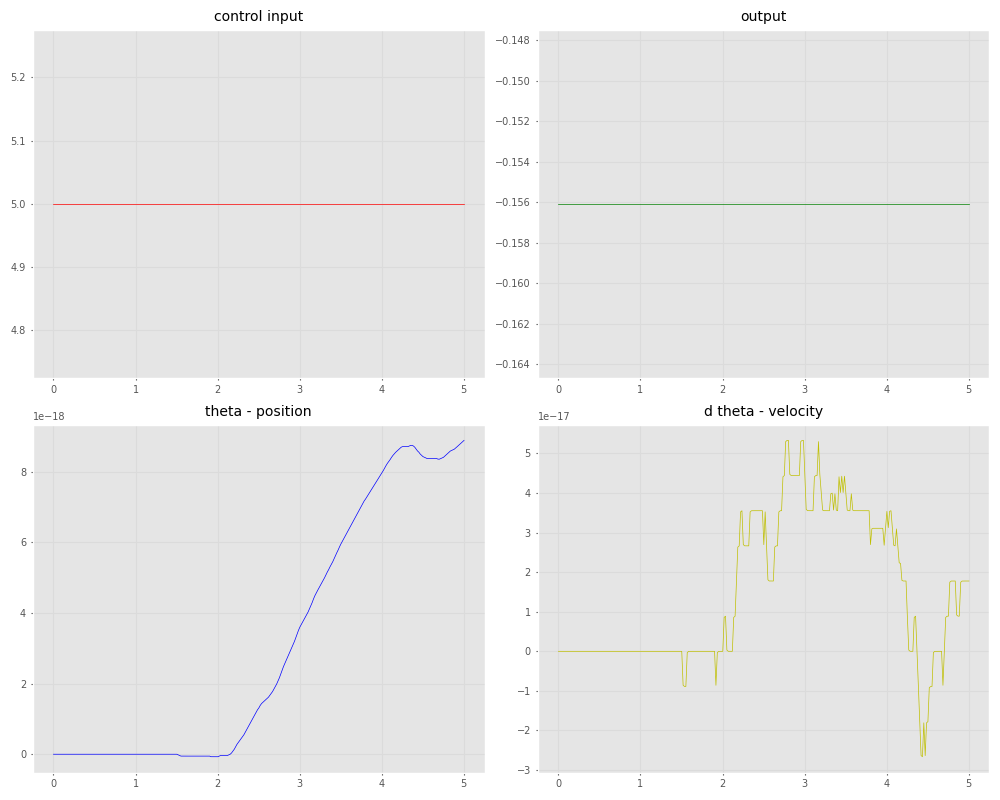 control input
5.2
5.1
5.0
4.9
4.8
0 1 2 3 4 5
output
−0.148
−0.150
−0.152
−0.154
−0.156
−0.158
−0.160
−0.162
−0.164
0 1 2 3 4 5
1e−18
theta - position
8
6
4
2
0
0 1 2 3 4 5
1e−17
d theta - velocity
5
4
3
2
1
0
−1
−2
−3
0 1 2 3 4 5